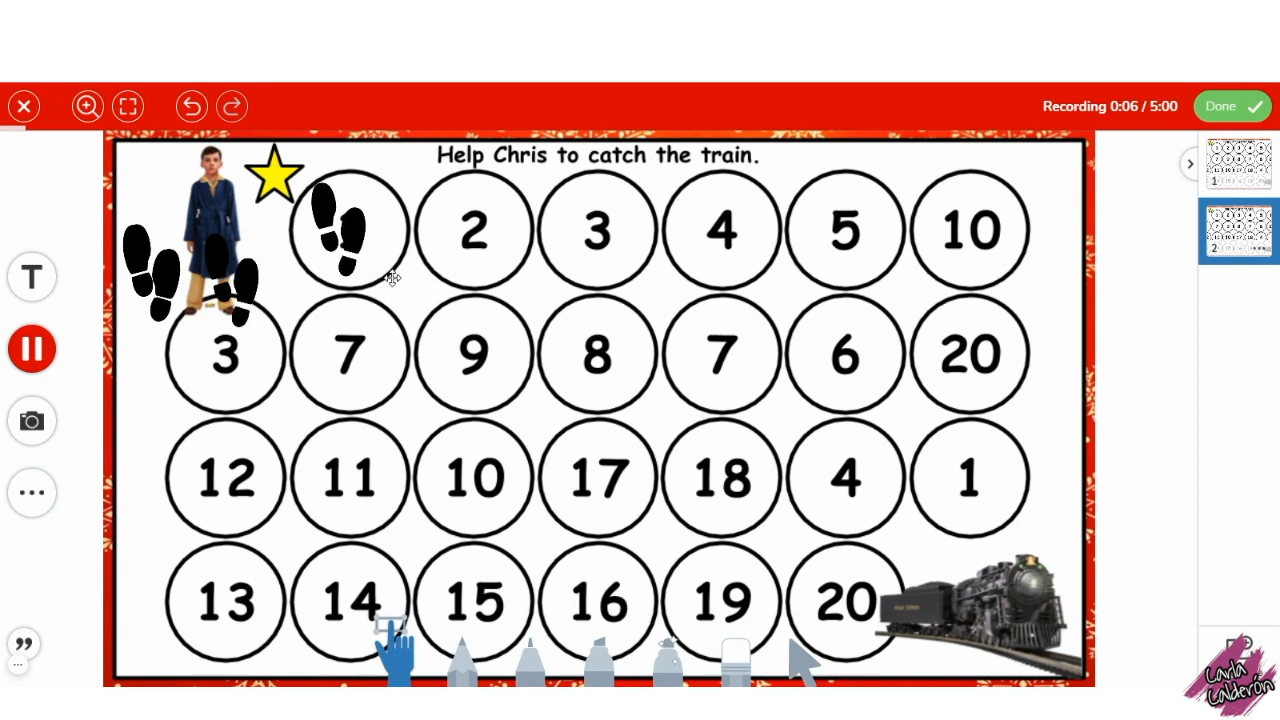 Recording 0:06 / 5:00
Done
Help Chris to catch the train.
2 3 4 5 10
3 7 9 8 7 6 20
12 11 10 17 18 4 1
13 14 15 16 19 20
T
1
2
Carla
Calderón